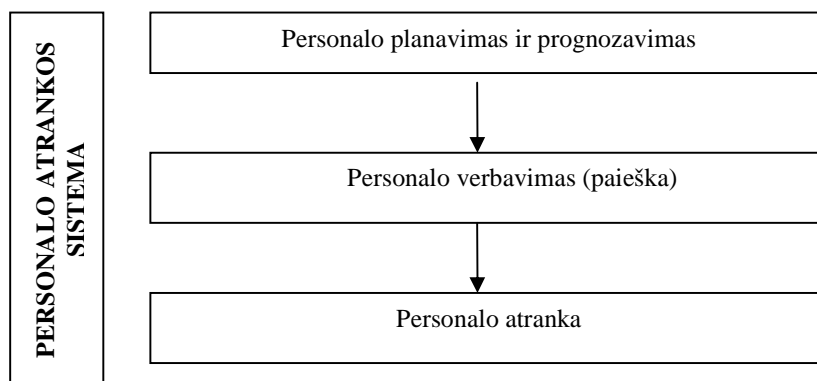 PERSONALO ATRANKOS
SISTEMA
Personalo planavimas ir prognozavimas
Personalo verbavimas (paieška)
Personalo atranka